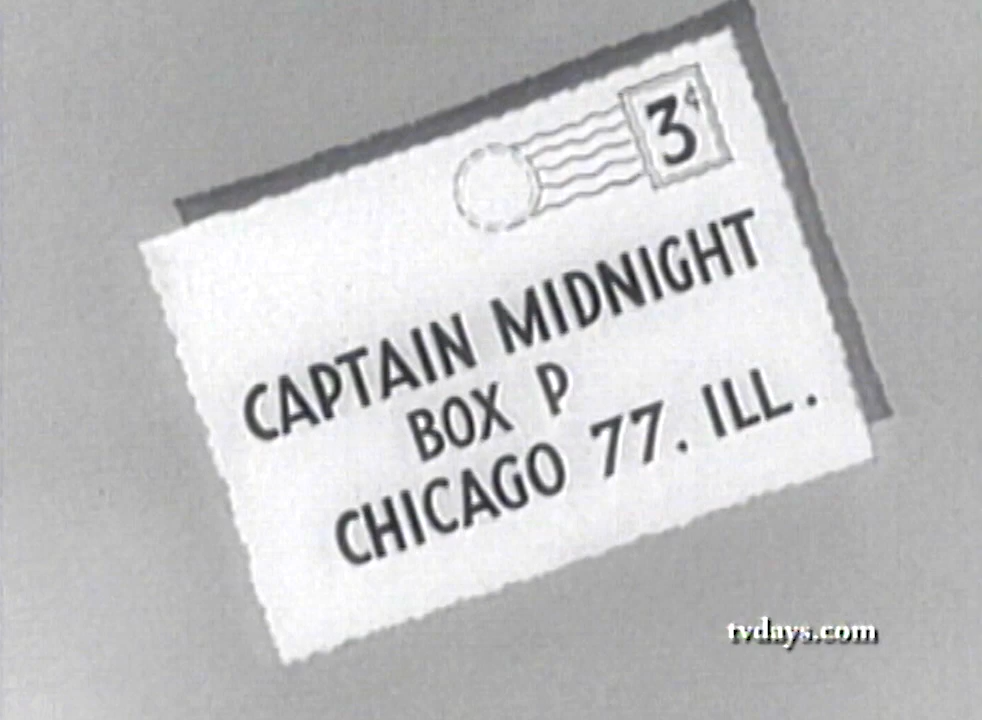 3¢
CAPTAIN MIDNIGHT
BOX P
CHICAGO 77. ILL.
tvdays.com